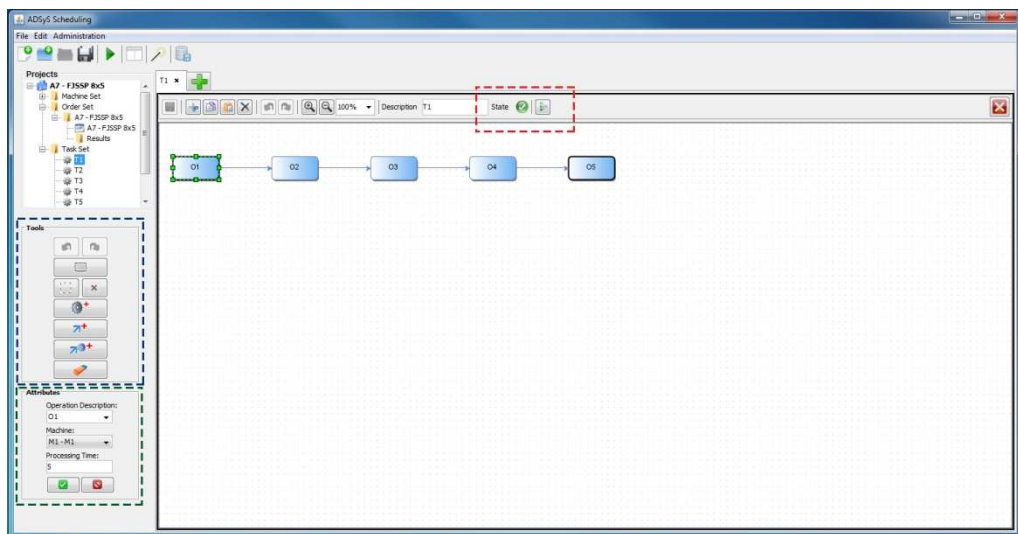 ADSyS Scheduling
File Edit Administration
Projects
A7 - FJSSP 8x5
Machine Set
Order Set
A7 - FJSSP 8x5
A7 - FJSSP 8x5
Results
Task Set
T1
T2
T3
T4
T5
T1
100%
Description T1
State
O1
O2
O3
O4
O5
Tools
Attributes
Operation Description:
O1
Machine:
M1 - M1
Processing Time:
5